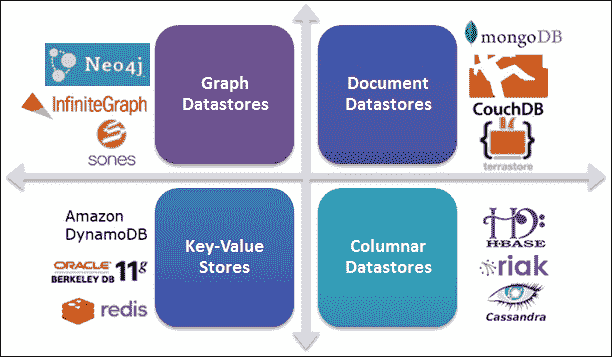 Neo4j
InfiniteGraph
sones
Graph
Datastores
Document
Datastores
mongoDB
CouchDB
terrastore
Amazon
DynamoDB
ORACLE
BERKELEY DB 11g
redis
Key-Value
Stores
Columnar
Datastores
HBASE
riak
Cassandra